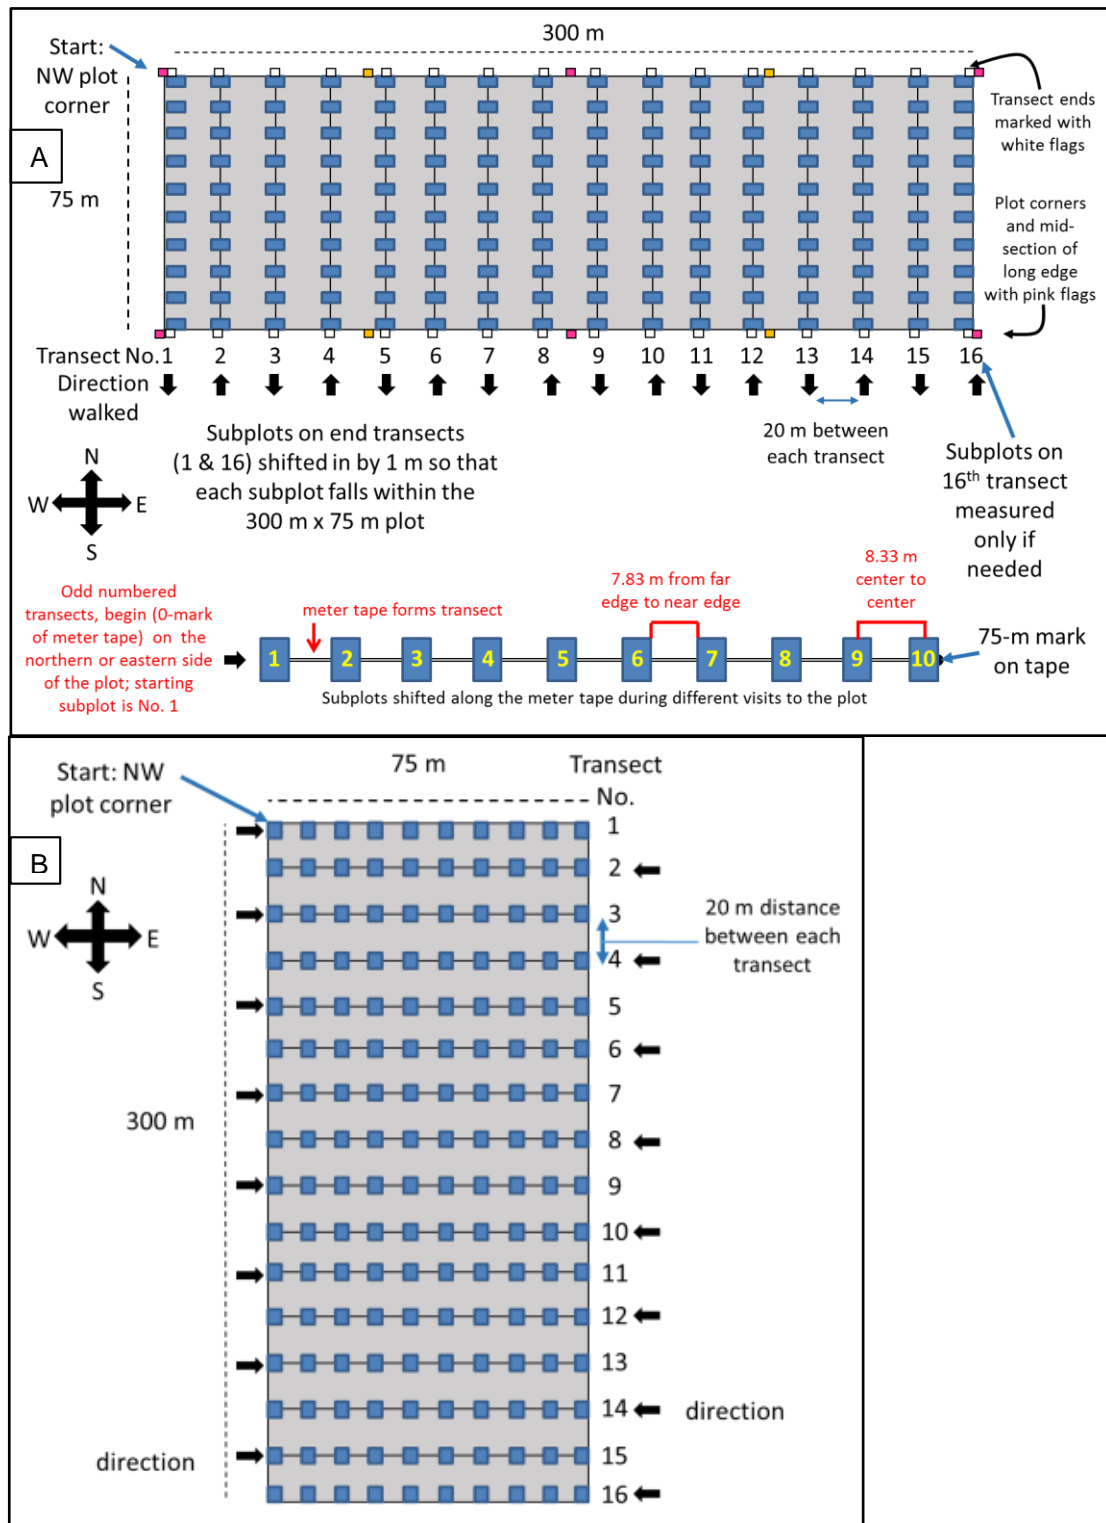 300 m
Start:
NW plot
corner
Transect ends
marked with
white flags
A
75 m
Plot corners
and mid-
section of
long edge
with pink flags
Transect No. 1 2 3 4 5 6 7 8 9 10 11 12 13 14 15 16
Direction
walked
Subplots on end transects
(1 & 16) shifted in by 1 m so that
each subplot falls within the
300 m x 75 m plot
20 m between
each transect
Subplots on
16th transect
measured
only if
needed
N
W E
S
Odd numbered
transects, begin (0-
mark of meter tape) on the
northern or eastern side
of the plot; starting
subplot is No. 1
meter tape forms transect
7.83 m from far
edge to near edge
8.33 m
center to
center
1 2 3 4 5 6 7 8 9 10
75-m mark
on tape
Subplots shifted along the meter tape during different visits to the plot
Start: NW
plot corner
75 m
Transect
No.
B
N
W E
S
1
2
3
4
5
6
7
8
9
10
11
12
13
14
15
16
20 m distance
between each
transect
300 m
direction
direction